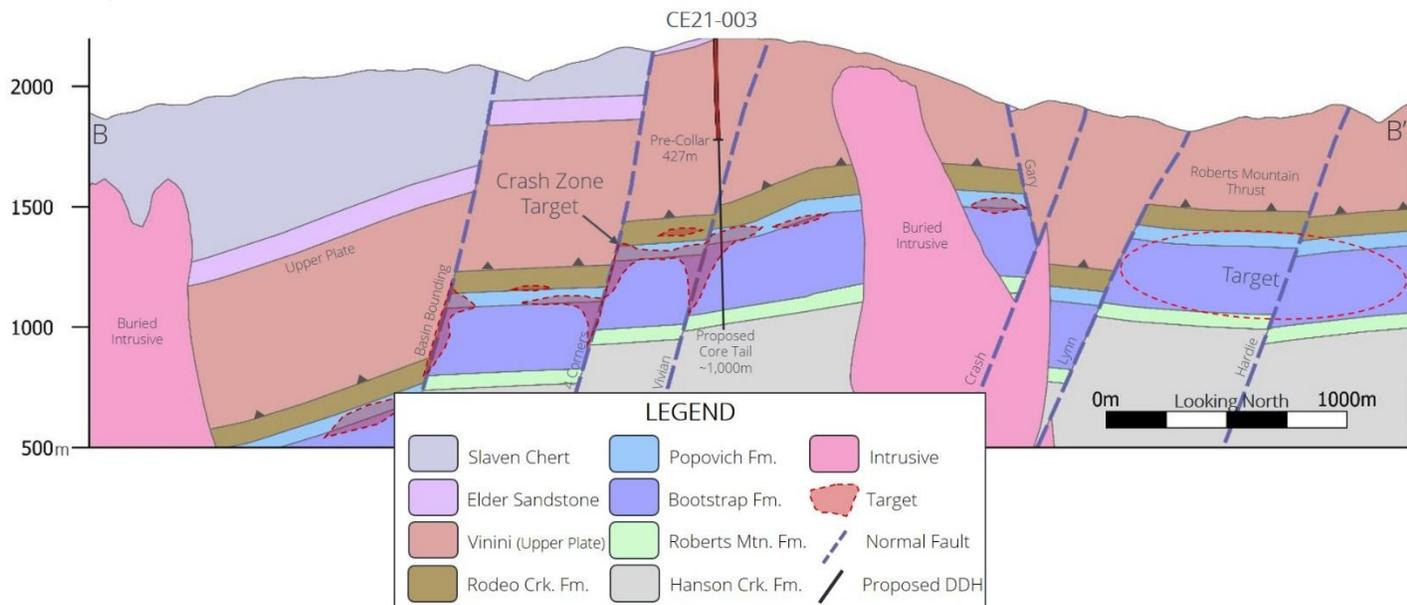 CE21-003
2000
1500
1000
500m
B
B'
Pre-Collar
427m
Crash Zone
Target
Upper Plate
Buried
Intrusive
Basin Bounding
4 Corners
Vivian
Proposed
Core Tail
~1,000m
Buried
Intrusive
Gary
Crash
Lynn
Roberts Mountain
Thrust
Target
Hardie
0m Looking North 1000m
LEGEND
Slaven Chert
Popovich Fm.
Intrusive
Elder Sandstone
Bootstrap Fm.
Target
Vinini (Upper Plate)
Roberts Mtn. Fm.
Normal Fault
Rodeo Crk. Fm.
Hanson Crk. Fm.
Proposed DDH